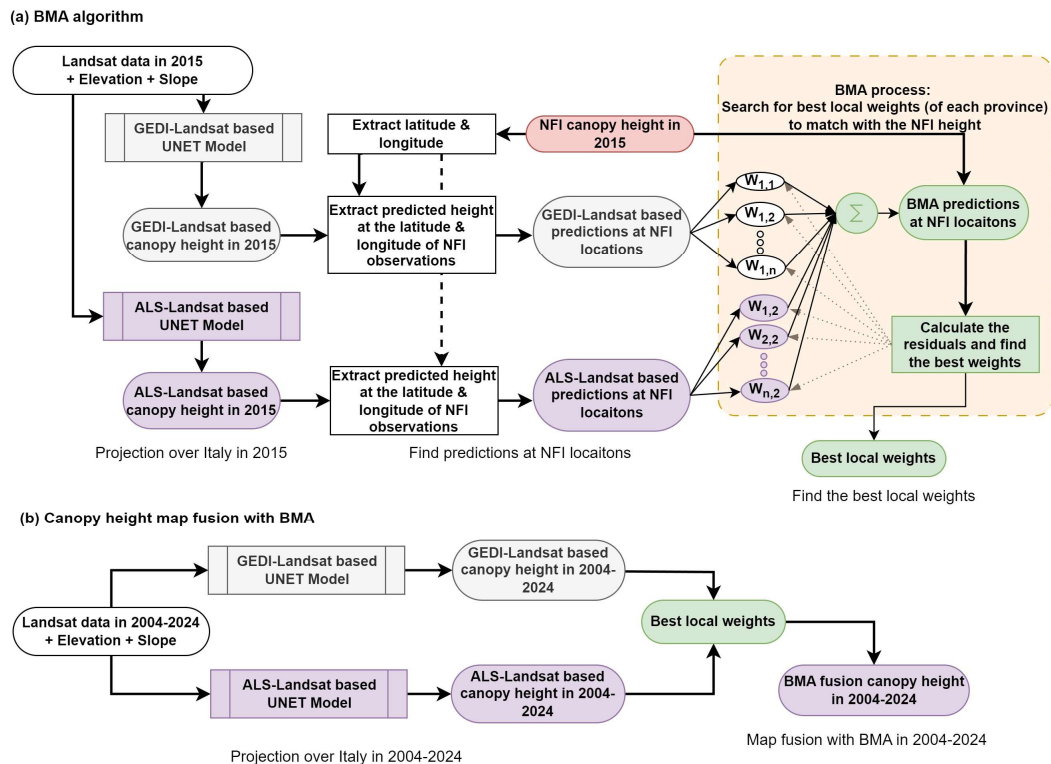 (a) BMA algorithm
Landsat data in 2015
+ Elevation + Slope
GEDI-Landsat based
UNET Model
GEDI-Landsat based
canopy height in 2015
ALS-Landsat based
UNET Model
ALS-Landsat based
canopy height in 2015
Projection over Italy in 2015
Extract latitude &
longitude
NFI canopy height in
2015
Extract predicted height
at the latitude &
longitude of NFI
observations
GEDI-Landsat based
predictions at NFI
locations
Extract predicted height
at the latitude &
longitude of NFI
observations
ALS-Landsat based
predictions at NFI
locaitons
Find predictions at NFI locaitons
BMA process:
Search for best local weights (of each province)
to match with the NFI height
W1,1
W1,2
W1,n
W1,2
W2,2
Wn,2
∑
BMA predictions
at NFI locaitons
Calculate the
residuals and find
the best weights
Best local weights
Find the best local weights
(b) Canopy height map fusion with BMA
Landsat data in 2004-2024
+ Elevation + Slope
GEDI-Landsat based
UNET Model
GEDI-Landsat based
canopy height in 2004-
2024
ALS-Landsat based
UNET Model
ALS-Landsat based
canopy height in 2004-
2024
Projection over Italy in 2004-2024
Best local weights
BMA fusion canopy height
in 2004-2024
Map fusion with BMA in 2004-2024